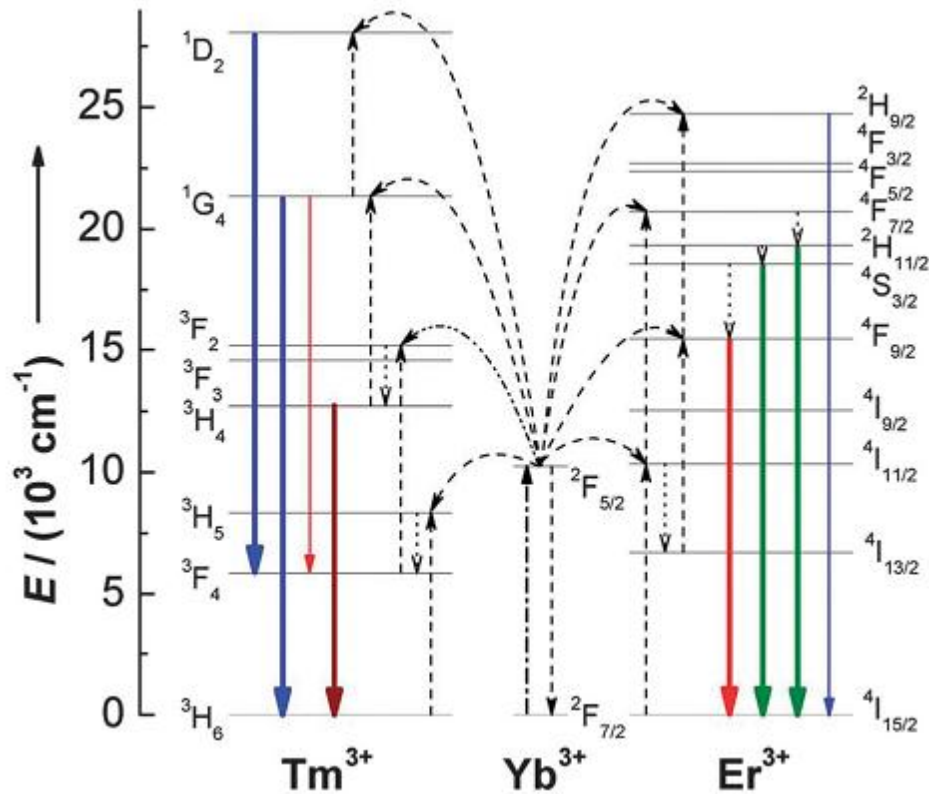 E / (10³ cm⁻¹)
25
20
15
10
5
0
¹D₂
¹G₄
³F₂
³F₃
³H₄
³H₅
³F₄
³H₆
²F₅/₂
²F₇/₂
²H₉/₂
⁴F₃/₂
⁴F₅/₂
⁴F₇/₂
²H₁₁/₂
⁴S₃/₂
⁴F₉/₂
⁴I₉/₂
⁴I₁₁/₂
⁴I₁₃/₂
⁴I₁₅/₂
Tm³⁺ Yb³⁺ Er³⁺